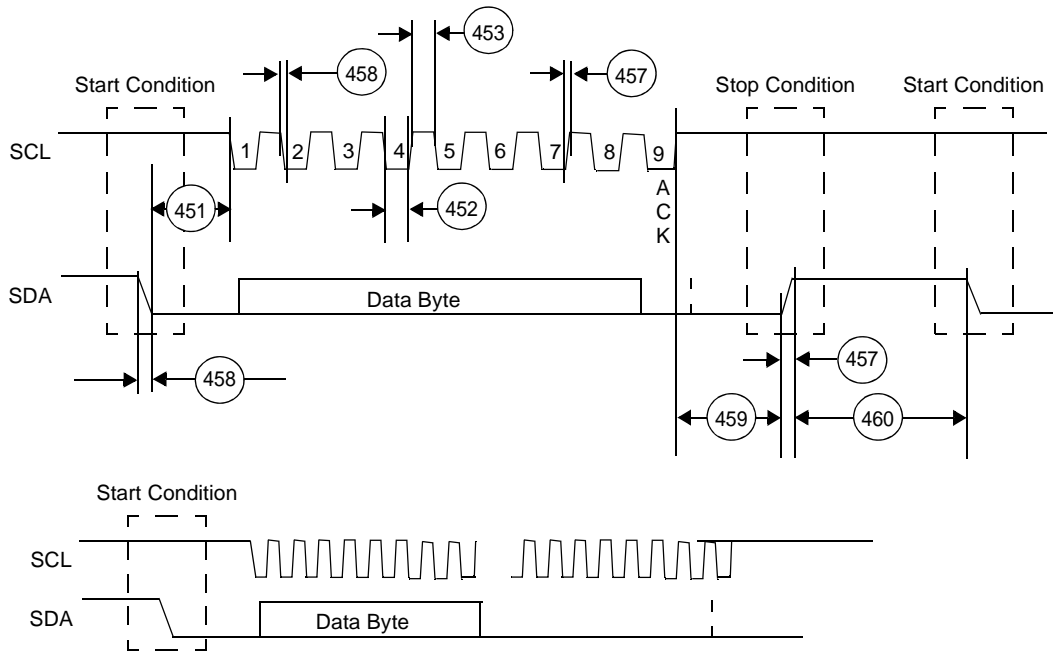 453
458
457
Start Condition
Stop Condition
Start Condition
SCL
1 2 3 4 5 6 7 8 9
A
C
K
451
452
SDA
Data Byte
458
457
459
460
Start Condition
SCL
SDA
Data Byte